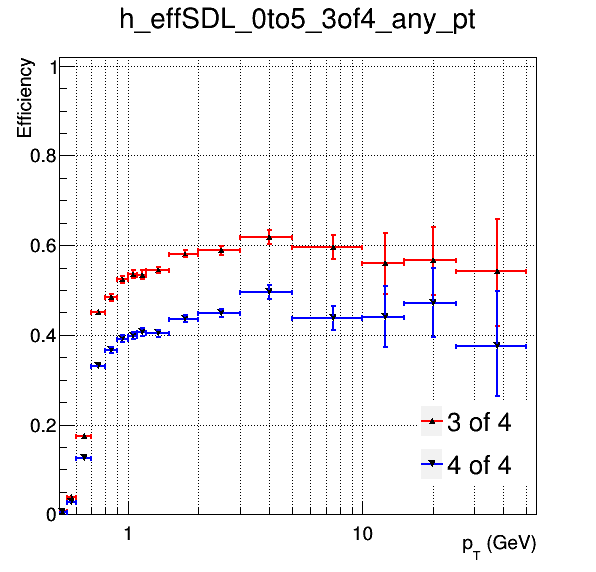 h_effSDL_0to5_3of4_any_pt
Efficiency
1
0.8
0.6
0.4
0.2
0
3 of 4
4 of 4
1
10
p_T (GeV)